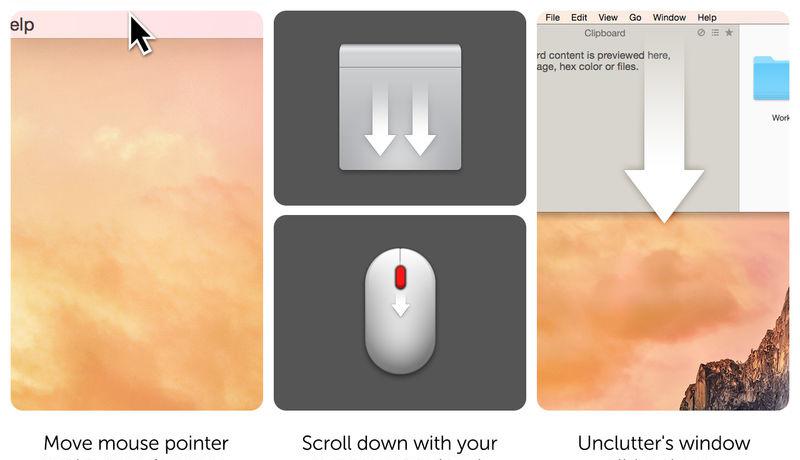 elp
File Edit View Go Window Help
Clipboard
rd content is previewed here,
age, hex color or files.
Work
Move mouse pointer
Scroll down with your
Unclutter's window